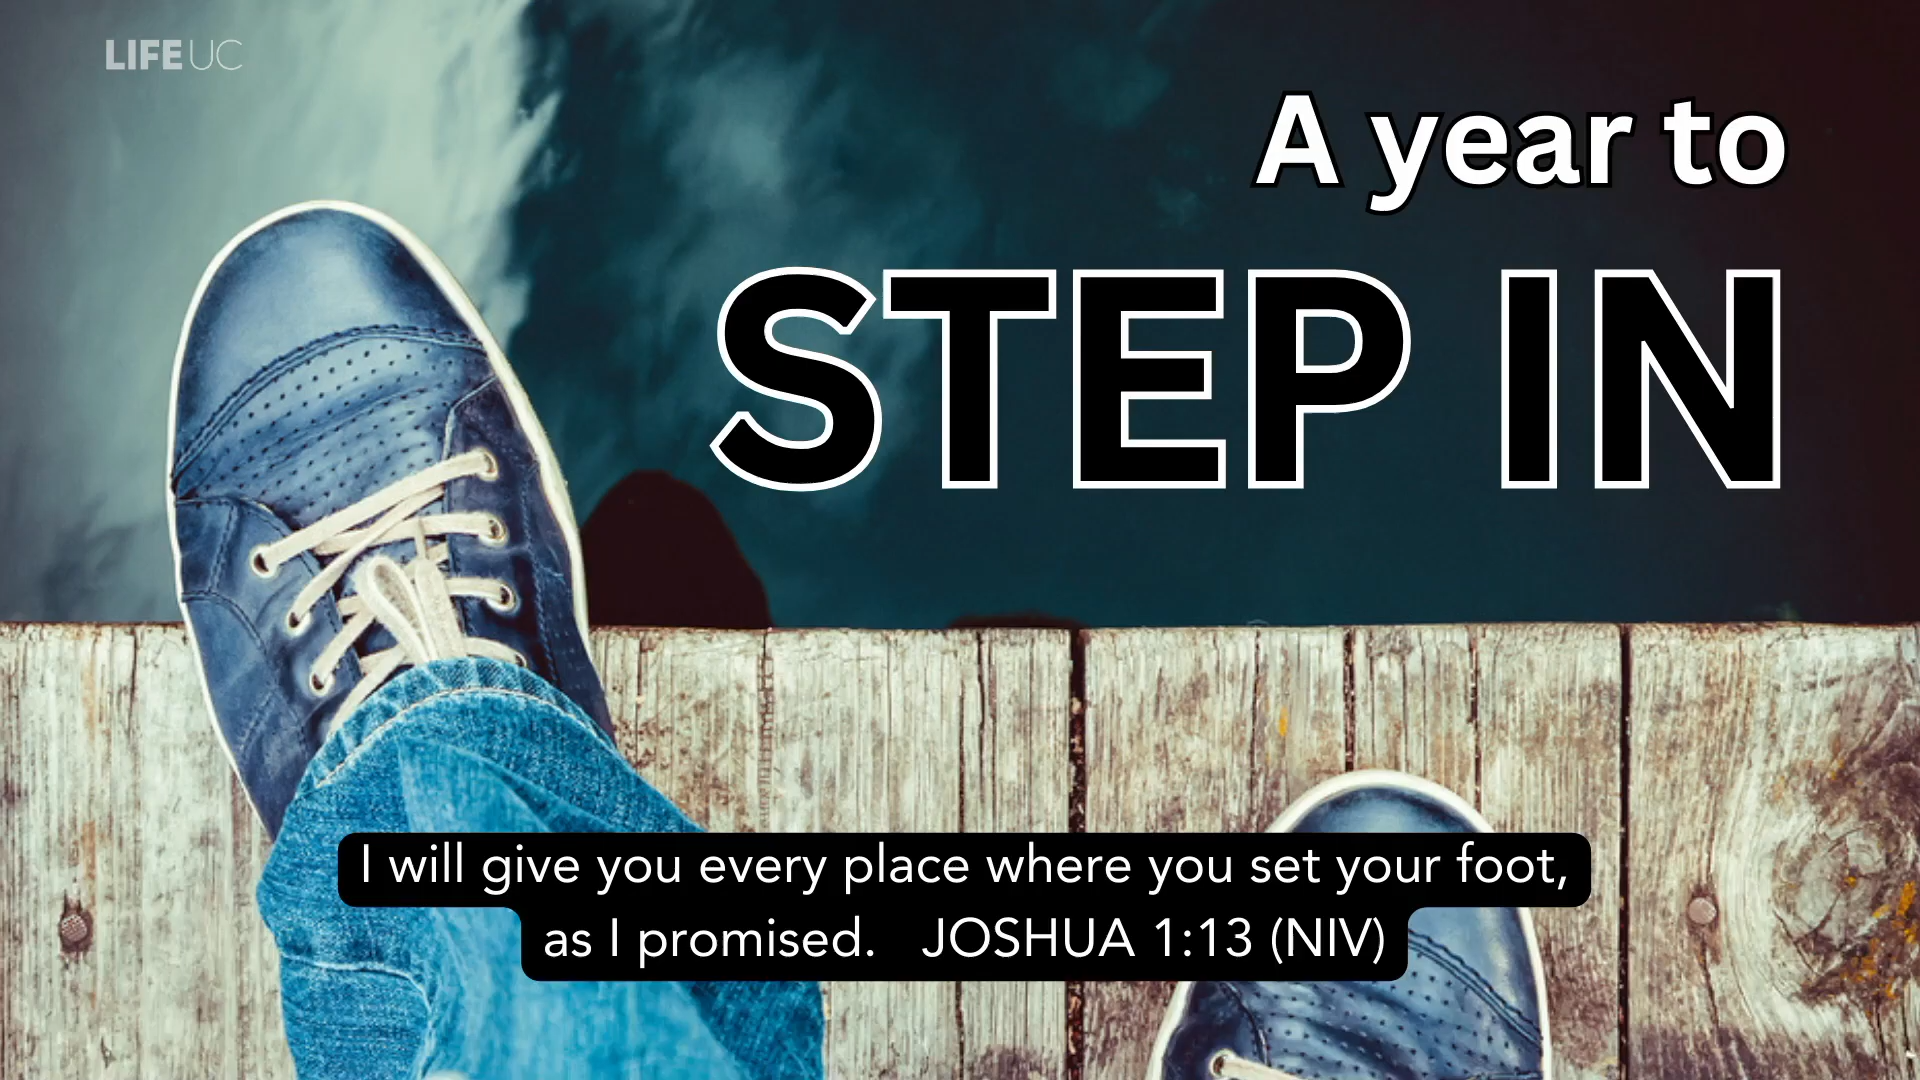 LIFEUC
A year to
STEP IN
I will give you every place where you set your foot,
as I promised.   JOSHUA 1:13 (NIV)